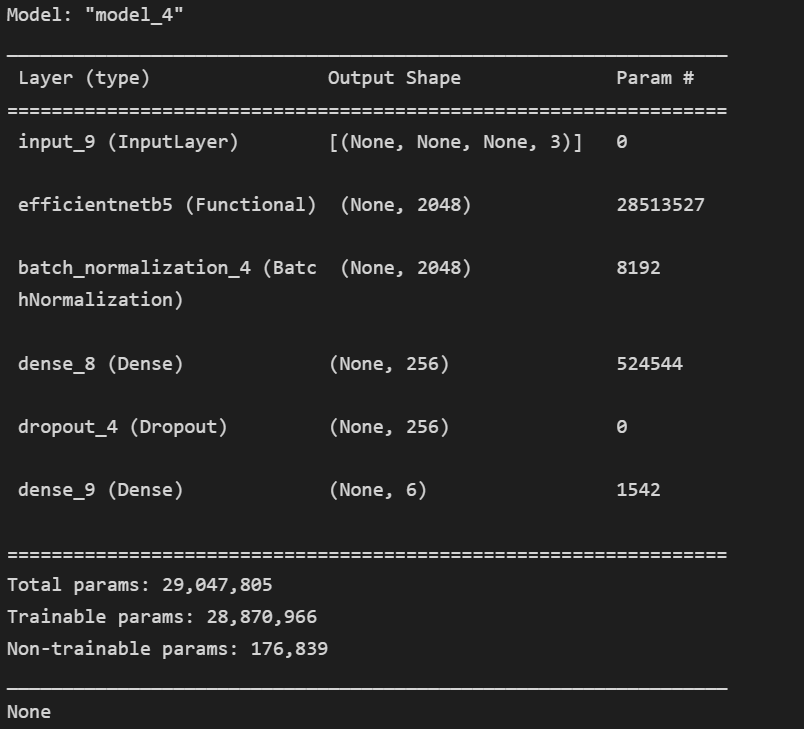 Model: "model_4"
_________________________________________________________________
Layer (type) Output Shape Param #
=================================================================
input_9 (InputLayer) [(None, None, None, 3)] 0
efficientnetb5 (Functional) (None, 2048) 28513527
batch_normalization_4 (Batc (None, 2048) 8192
hNormalization)
dense_8 (Dense) (None, 256) 524544
dropout_4 (Dropout) (None, 256) 0
dense_9 (Dense) (None, 6) 1542
=================================================================
Total params: 29,047,805
Trainable params: 28,870,966
Non-trainable params: 176,839
_________________________________________________________________
None